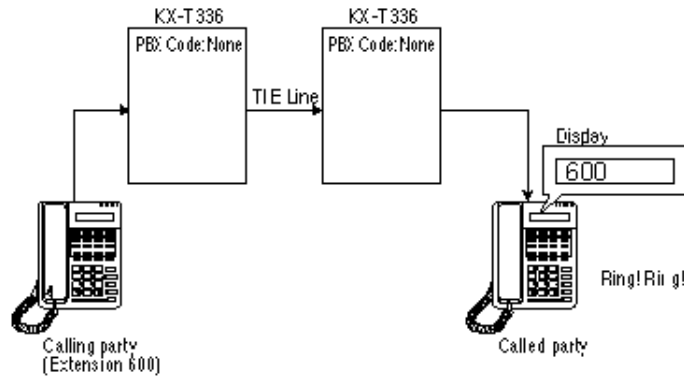 KX-T336
KX-T336
PBX Code:None
PBX Code:None
TIE Line
Display
600
Ring! Ring!
Calling party
(Extension 600)
Called party